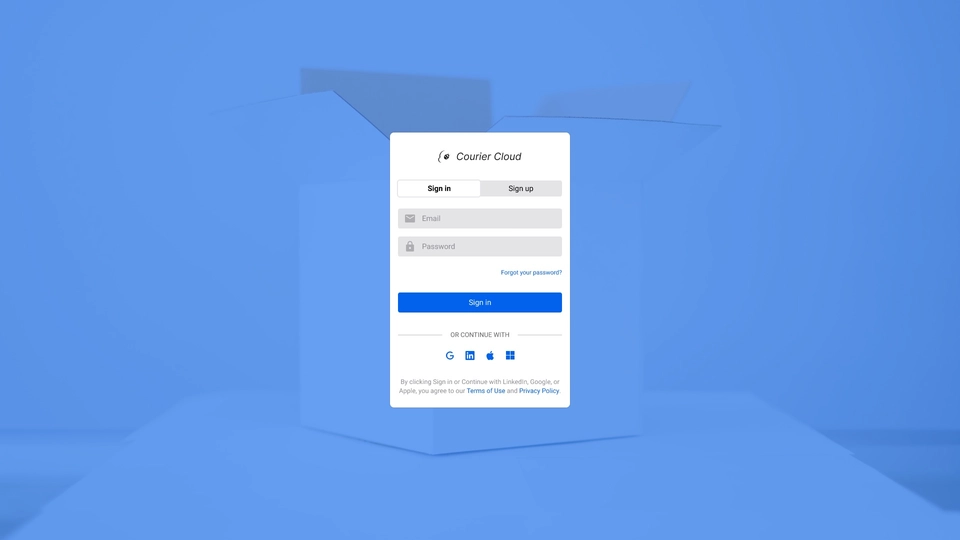 Courier Cloud
Sign in
Sign up
Email
Password
Forgot your password?
Sign in
OR CONTINUE WITH
By clicking Sign in or Continue with LinkedIn, Google, or
Apple, you agree to our Terms of Use and Privacy Policy.